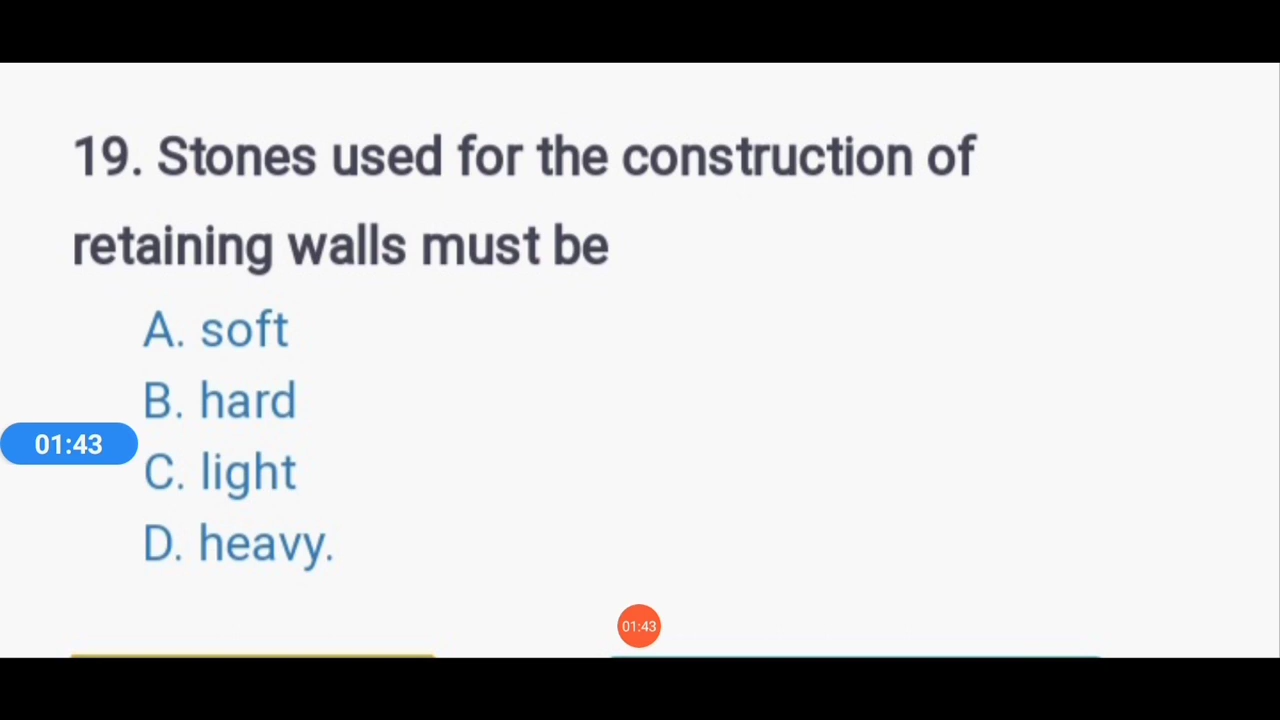 19. Stones used for the construction of
retaining walls must be
A. soft
B. hard
01:43
C. light
D. heavy.
01:43